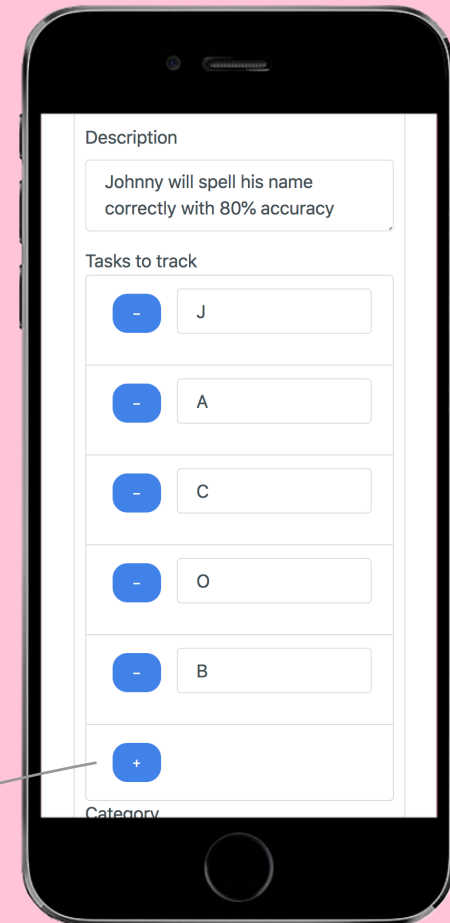 Description
Johnny will spell his name
correctly with 80% accuracy
Tasks to track
- J
- A
- C
- O
- B
+
Category